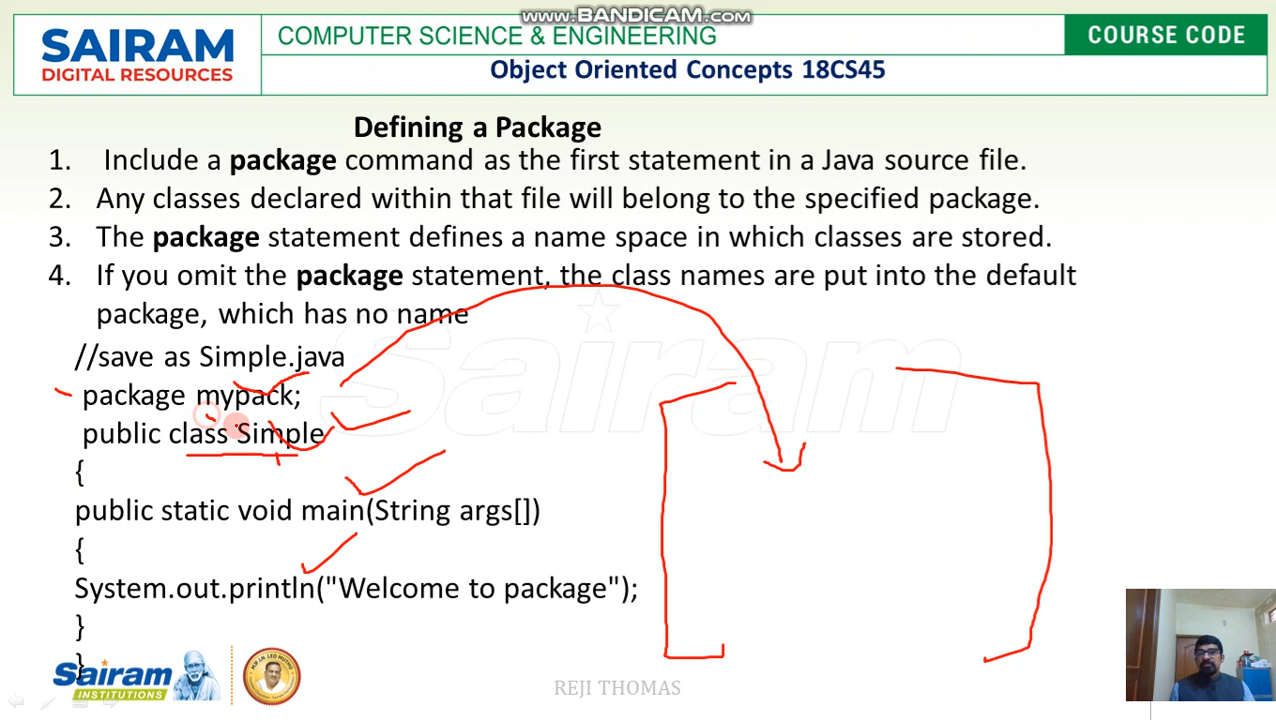 www.BANDICAM.com
SAIRAM
DIGITAL RESOURCES
COMPUTER SCIENCE & ENGINEERING
COURSE CODE
Object Oriented Concepts 18CS45
Defining a Package
1. Include a package command as the first statement in a Java source file.
2. Any classes declared within that file will belong to the specified package.
3. The package statement defines a name space in which classes are stored.
4. If you omit the package statement, the class names are put into the default
package, which has no name
//save as Simple.java
package mypack;
public class Simple
{
public static void main(String args[])
{
System.out.println("Welcome to package");
}
}
Sairam
Sairam
INSTITUTIONS
REJI THOMAS